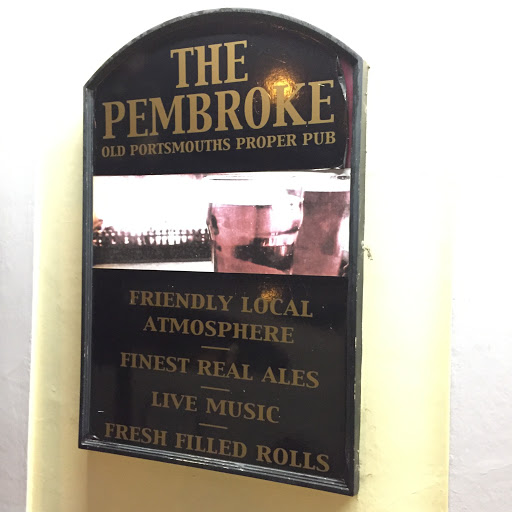 THE
PEMBROKE
OLD PORTSMOUTHS PROPER PUB
FRIENDLY LOCAL
ATMOSPHERE
FINEST REAL ALES
LIVE MUSIC
FRESH FILLED ROLLS